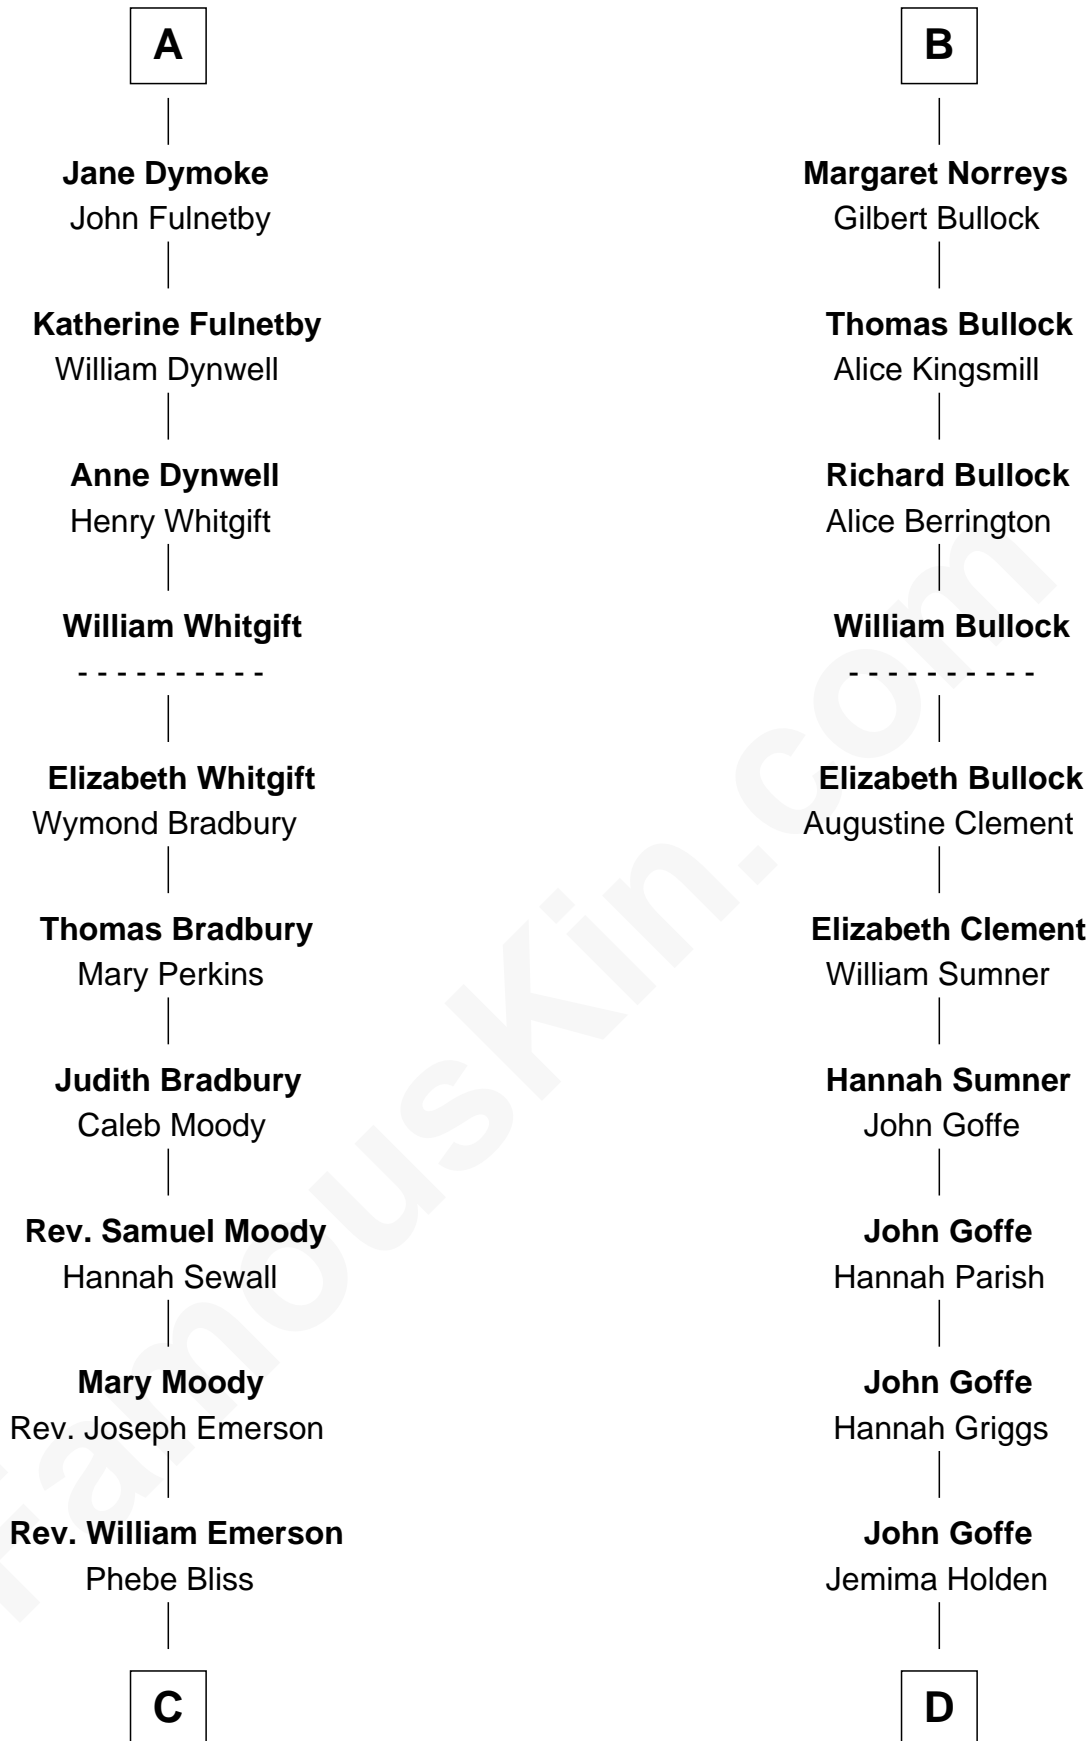 A
Jane Dymoke
John Fulnetby
Katherine Fulnetby
William Dynwell
Anne Dynwell
Henry Whitgift
William Whitgift
- - - - - - - - - -
Elizabeth Whitgift
Wymond Bradbury
Thomas Bradbury
Mary Perkins
Judith Bradbury
Caleb Moody
Rev. Samuel Moody
Hannah Sewall
Mary Moody
Rev. Joseph Emerson
Rev. William Emerson
Phebe Bliss
C
B
Margaret Norreys
Gilbert Bullock
Thomas Bullock
Alice Kingsmill
Richard Bullock
Alice Berrington
William Bullock
- - - - - - - - - -
Elizabeth Bullock
Augustine Clement
Elizabeth Clement
William Sumner
Hannah Sumner
John Goffe
John Goffe
Hannah Parish
John Goffe
Hannah Griggs
John Goffe
Jemima Holden
D
FamousKin.com